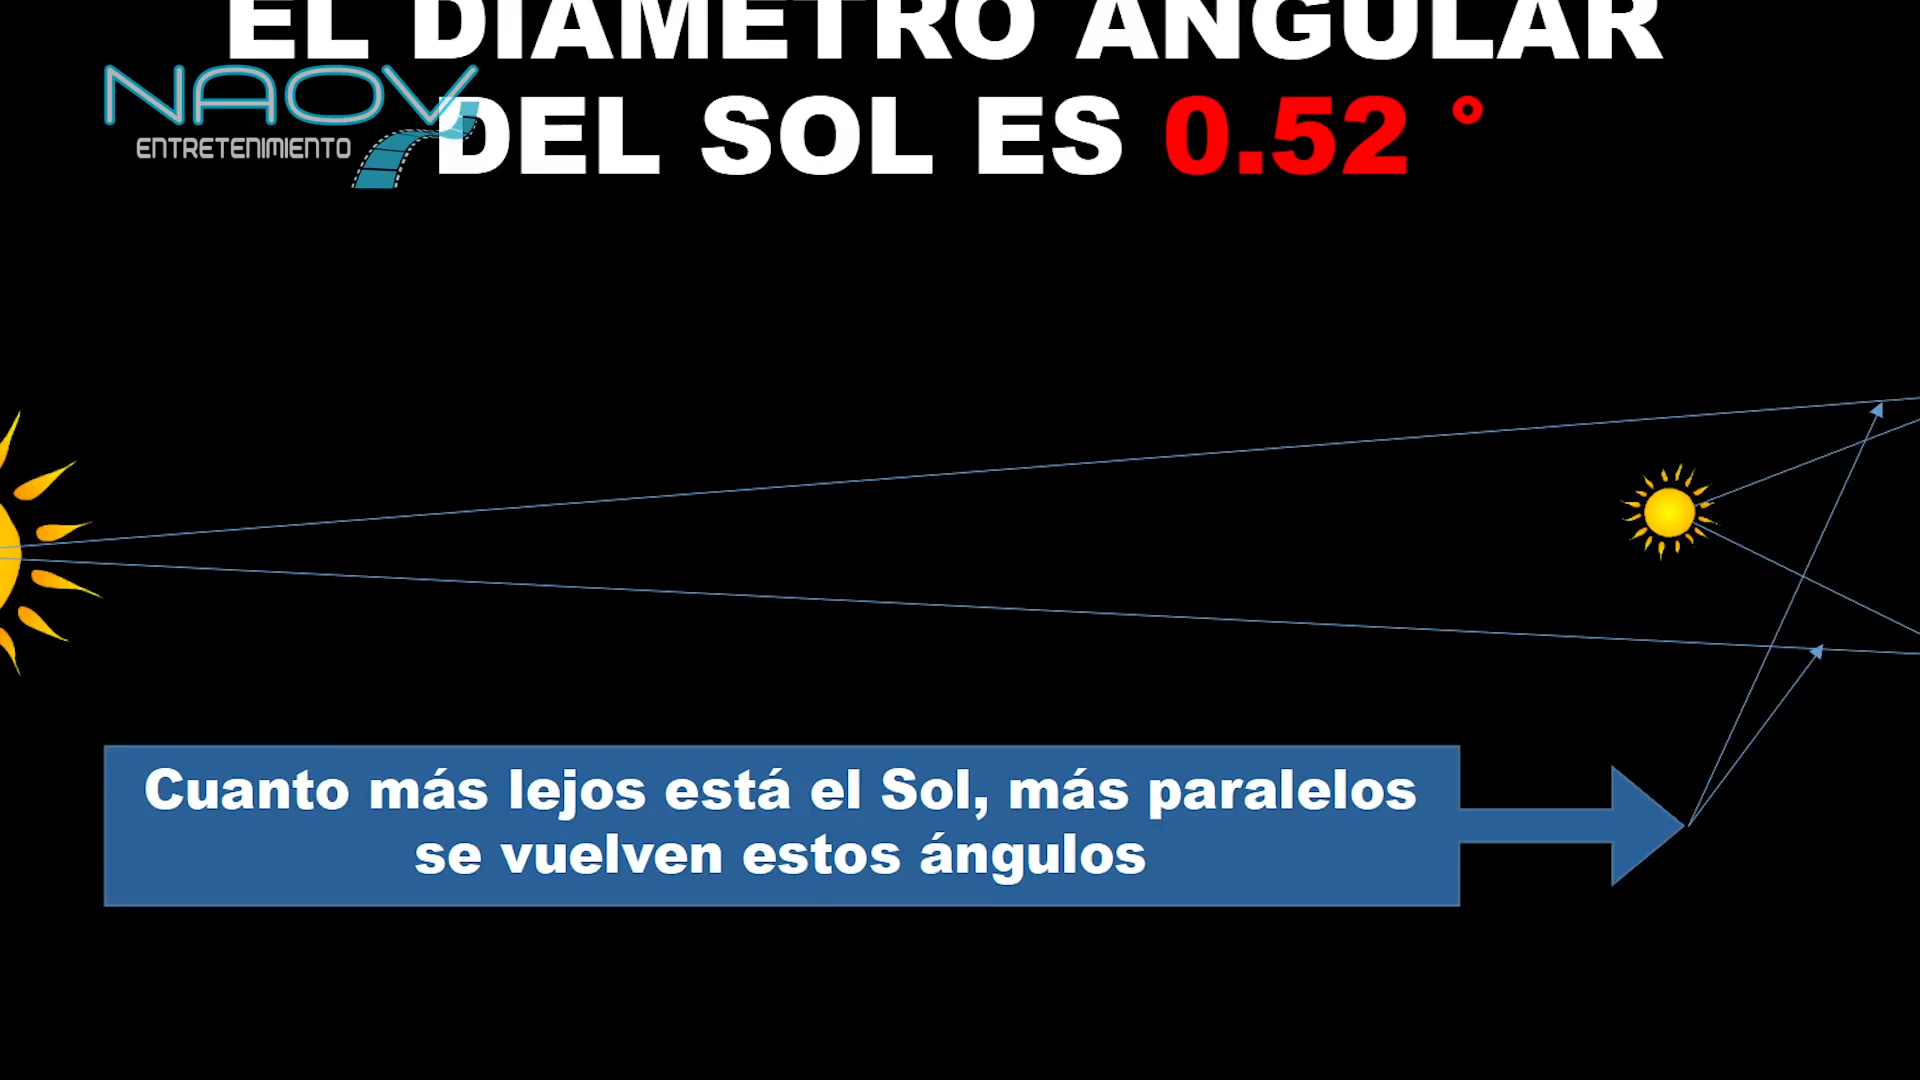 EL DIÁMETRO ANGULAR
DEL SOL ES 0.52 °
NAOV
ENTRETENIMIENTO
Cuanto más lejos está el Sol, más paralelos
se vuelven estos ángulos